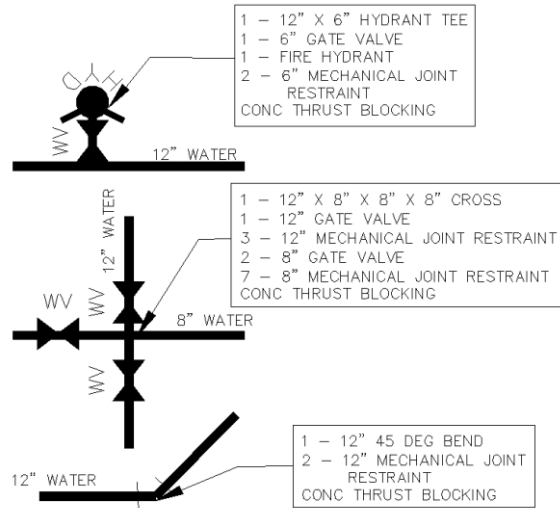 1 - 12" X 6" HYDRANT TEE
1 - 6" GATE VALVE
1 - FIRE HYDRANT
2 - 6" MECHANICAL JOINT
RESTRAINT
CONC THRUST BLOCKING
HYD
WV
12" WATER
1 - 12" X 8" X 8" X 8" CROSS
1 - 12" GATE VALVE
3 - 12" MECHANICAL JOINT RESTRAINT
2 - 8" GATE VALVE
7 - 8" MECHANICAL JOINT RESTRAINT
CONC THRUST BLOCKING
12" WATER
WV
WV
8" WATER
WV
1 - 12" 45 DEG BEND
2 - 12" MECHANICAL JOINT
RESTRAINT
CONC THRUST BLOCKING
12" WATER